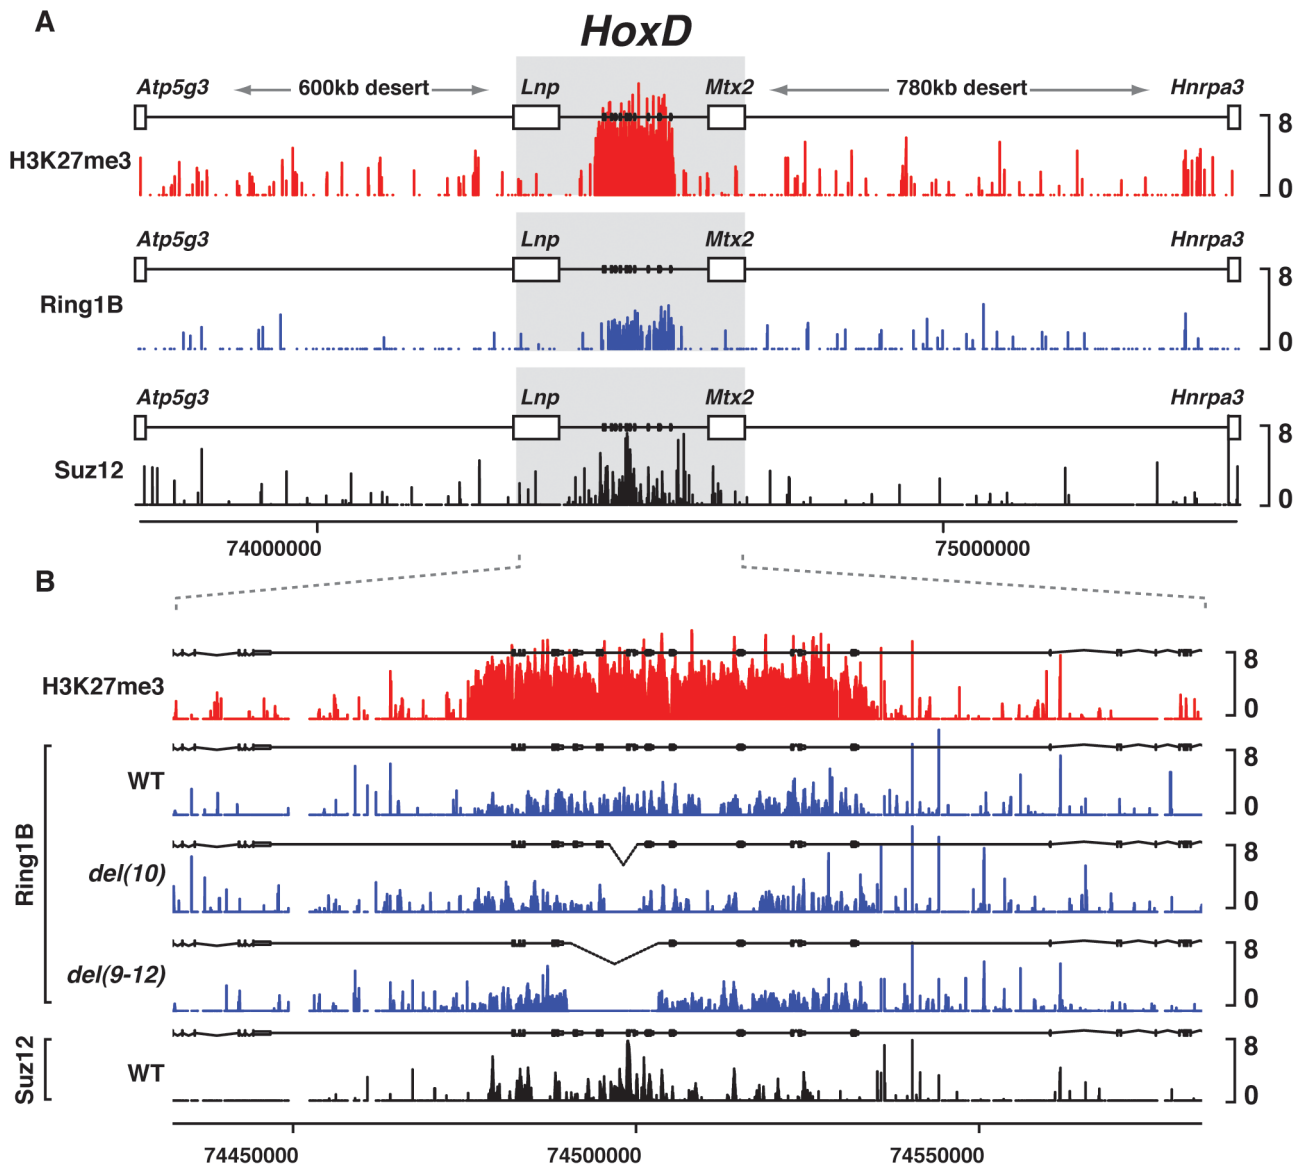 A
HoxD
Atp5g3 600kb desert Lnp Mtx2 780kb desert Hnrpa3
8
H3K27me3
0
Atp5g3 Lnp Mtx2 Hnrpa3
8
Ring1B
0
Atp5g3 Lnp Mtx2 Hnrpa3
8
Suz12
0
74000000 75000000
B
8
H3K27me3
0
Ring1B
8
WT
0
8
del(10)
0
8
del(9-12)
0
Suz12
8
WT
0
74450000 74500000 74550000